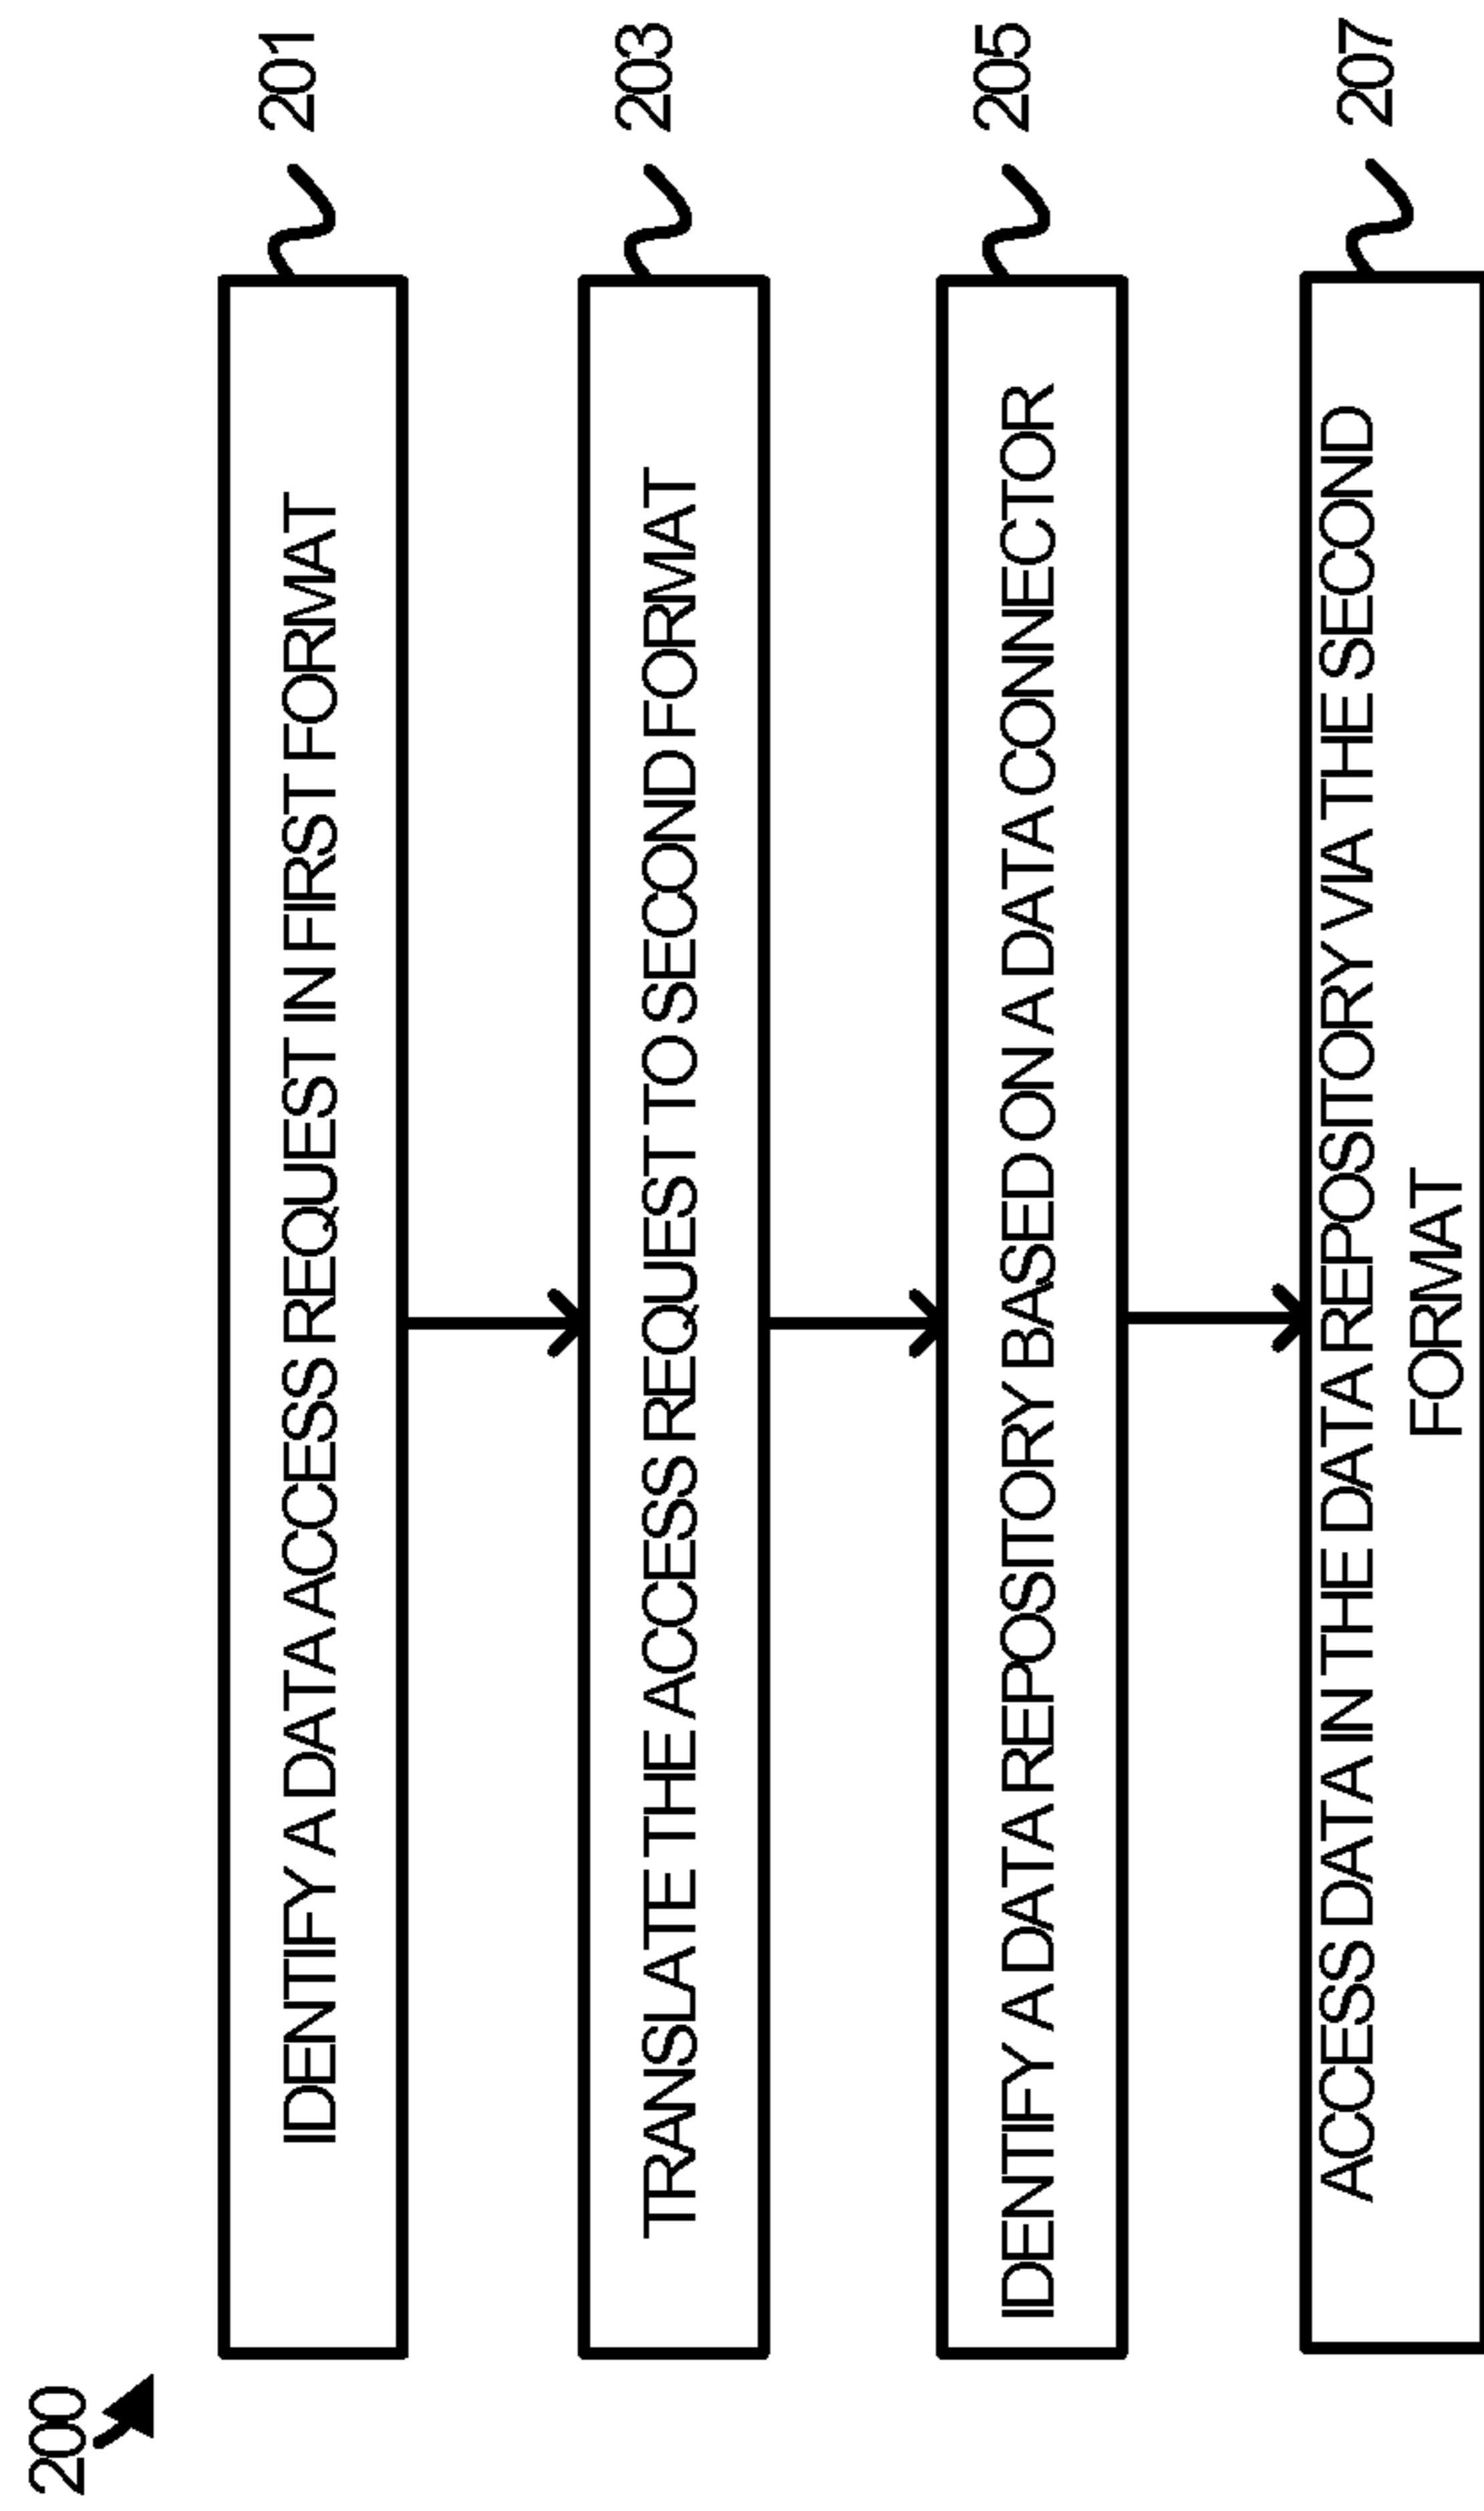 200
IDENTIFY A DATA ACCESS REQUEST IN FIRST FORMAT
201
TRANSLATE THE ACCESS REQUEST TO SECOND FORMAT
203
IDENTIFY A DATA REPOSITORY BASED ON A DATA CONNECTOR
205
ACCESS DATA IN THE DATA REPOSITORY VIA THE SECOND
FORMAT
207